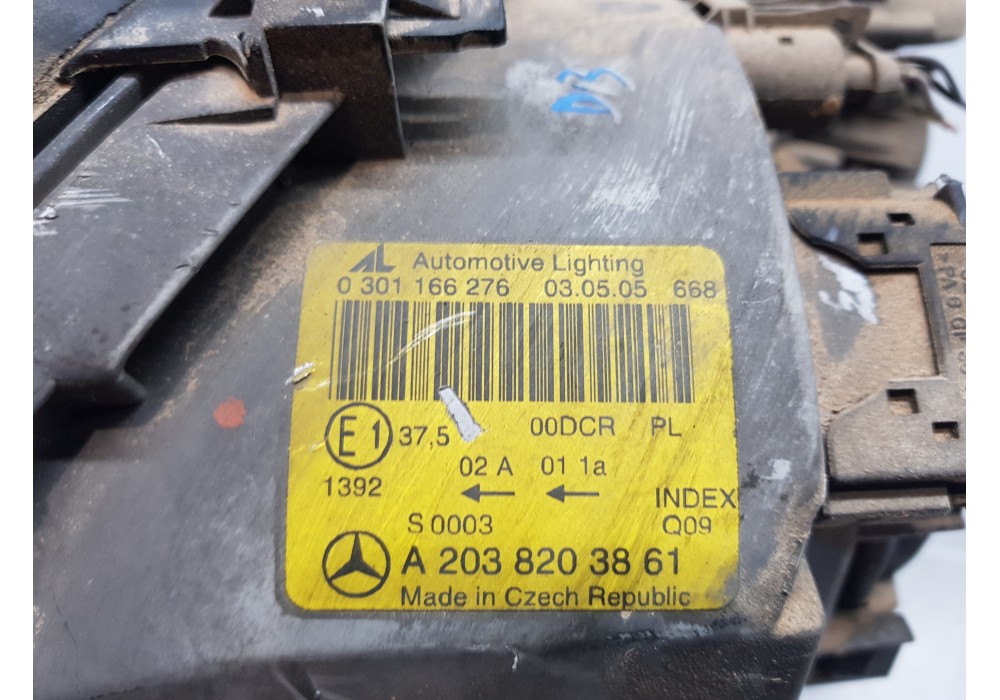 AL Automotive Lighting
0 301 166 276 03.05.05 668
E1 37,5 00DCR PL
02 A 01 1a
1392
INDEX
S 0003 Q09
A 203 820 38 61
Made in Czech Republic